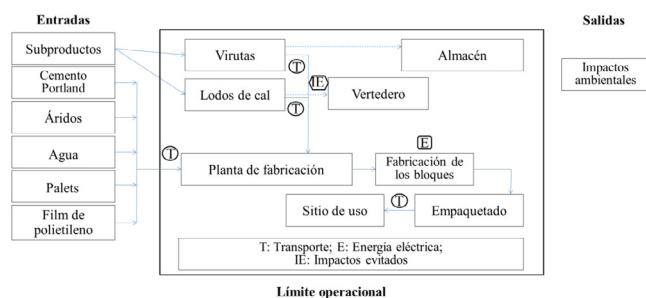 Entradas
Salidas
Subproductos
Cemento
Portland
Áridos
Agua
Palets
Film de
polietileno
Virutas
Almacén
T
IE
Lodos de cal
Vertedero
T
T
E
Planta de fabricación
Fabricación de
los bloques
T
Sitio de uso
Empaquetado
T: Transporte; E: Energía eléctrica;
IE: Impactos evitados
Impactos
ambientales
Límite operacional